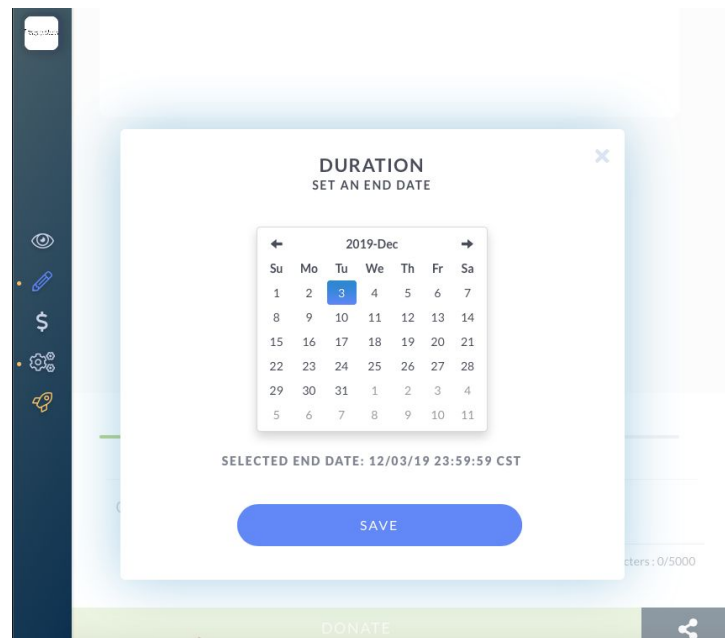 DURATION
SET AN END DATE
2019-Dec
Su Mo Tu We Th Fr Sa
1 2 3 4 5 6 7
8 9 10 11 12 13 14
15 16 17 18 19 20 21
22 23 24 25 26 27 28
29 30 31 1 2 3 4
5 6 7 8 9 10 11
SELECTED END DATE: 12/03/19 23:59:59 CST
SAVE
cters: 0/5000
DONATE